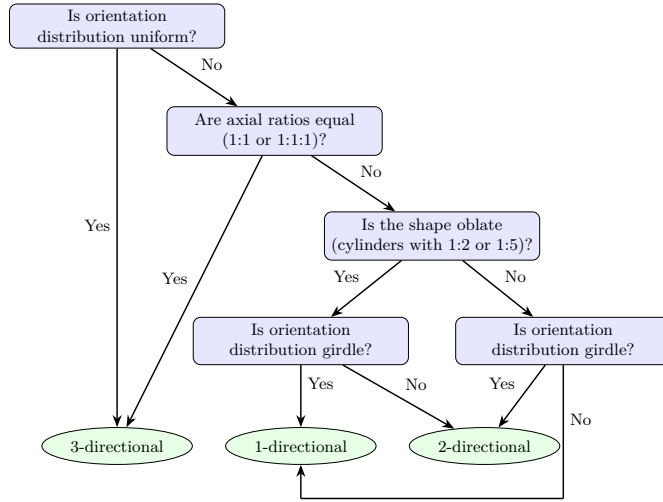 Is orientation
distribution uniform?
No
Are axial ratios equal
(1:1 or 1:1:1)?
No
Yes
Is the shape oblate
(cylinders with 1:2 or 1:5)?
Yes
Yes
No
Is orientation
distribution girdle?
Is orientation
distribution girdle?
Yes
No
Yes
No
3-directional
1-directional
2-directional